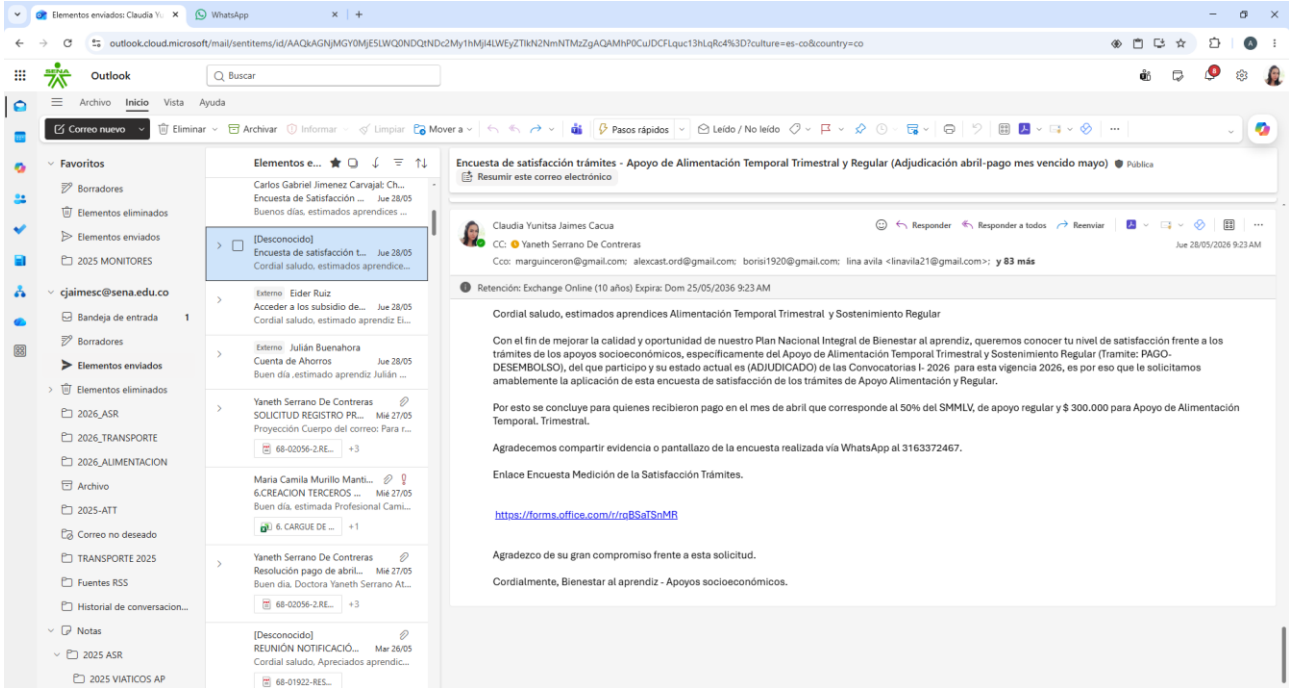 Elementos enviados: Claudia Yu
WhatsApp
outlook.cloud.microsoft/mail/sentitems/id/AAQkAGNjMGY0MjE5LWQ0NDQtNDc2My1hMjI4LWEyZTlkN2NmNTMzZgAQAMhP0CuJDCFLquc13hLqRc4%3D?culture=es-co&country=co
SENA
Outlook
Buscar
8
Archivo Inicio Vista Ayuda
Correo nuevo Eliminar Archivar Informar Limpiar Mover a Pasos rápidos Leído / No leído
Favoritos
Borradores
Elementos eliminados
Elementos enviados
2025 MONITORES
cjaimesc@sena.edu.co
Bandeja de entrada 1
Borradores
Elementos enviados
Elementos eliminados
2026_ASR
2026_TRANSPORTE
2026_ALIMENTACION
Archivo
2025-ATT
Correo no deseado
TRANSPORTE 2025
Fuentes RSS
Historial de conversacion...
Notas
2025 ASR
2025 VIATICOS AP
Elementos e...
Carlos Gabriel Jimenez Carvajal: Ch...
Encuesta de Satisfacción ... Jue 28/05
Buenos días, estimados aprendices ...
[Desconocido]
Encuesta de satisfacción t... Jue 28/05
Cordial saludo, estimados aprendice...
Externo Eider Ruiz
Acceder a los subsidio de... Jue 28/05
Cordial saludo, estimado aprendiz Ei...
Externo Julián Buenahora
Cuenta de Ahorros Jue 28/05
Buen día ,estimado aprendiz Julián ...
Yaneth Serrano De Contreras
SOLICITUD REGISTRO PR... Mié 27/05
Proyección Cuerpo del correo: Para r...
68-02056-2.RE... +3
Maria Camila Murillo Manti...
6.CREACION TERCEROS ... Mié 27/05
Buen día, estimada Profesional Cami...
6. CARGUE DE ... +1
Yaneth Serrano De Contreras
Resolución pago de abril... Mié 27/05
Buen dia, Doctora Yaneth Serrano At...
68-02056-2.RE... +3
[Desconocido]
REUNIÓN NOTIFICACIÓ... Mar 26/05
Cordial saludo, Apreciados aprendic...
68-01922-RES...
Encuesta de satisfacción trámites - Apoyo de Alimentación Temporal Trimestral y Regular (Adjudicación abril-pago mes vencido mayo) Pública
Resumir este correo electrónico
Claudia Yunitsa Jaimes Cacua
Responder Responder a todos Reenviar
CC: Yaneth Serrano De Contreras
Jue 28/05/2026 9:23 AM
Cco: marguinceron@gmail.com; alexcast.ord@gmail.com; borisi1920@gmail.com; lina avila <linavila21@gmail.com>; y 83 más
Retención: Exchange Online (10 años) Expira: Dom 25/05/2036 9:23 AM
Cordial saludo, estimados aprendices Alimentación Temporal Trimestral y Sostenimiento Regular
Con el fin de mejorar la calidad y oportunidad de nuestro Plan Nacional Integral de Bienestar al aprendiz, queremos conocer tu nivel de satisfacción frente a los
trámites de los apoyos socioeconómicos, específicamente del Apoyo de Alimentación Temporal Trimestral y Sostenimiento Regular (Tramite: PAGO-
DESEMBOLSO), del que participo y su estado actual es (ADJUDICADO) de las Convocatorias I- 2026 para esta vigencia 2026, es por eso que le solicitamos
amablemente la aplicación de esta encuesta de satisfacción de los trámites de Apoyo Alimentación y Regular.
Por esto se concluye para quienes recibieron pago en el mes de abril que corresponde al 50% del SMMLV, de apoyo regular y $ 300.000 para Apoyo de Alimentación
Temporal. Trimestral.
Agradecemos compartir evidencia o pantallazo de la encuesta realizada vía WhatsApp al 3163372467.
Enlace Encuesta Medición de la Satisfacción Trámites.
https://forms.office.com/r/rqBSaTSnMR
Agradezco de su gran compromiso frente a esta solicitud.
Cordialmente, Bienestar al aprendiz - Apoyos socioeconómicos.